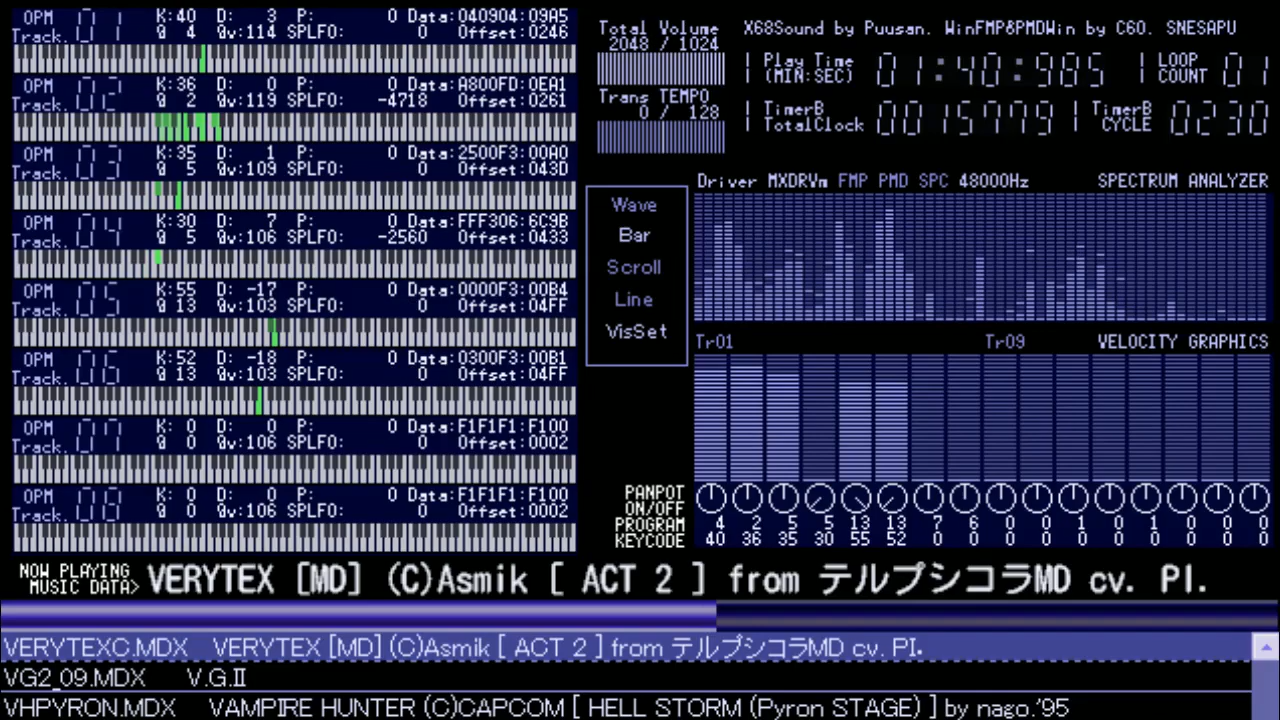 OPM Track. 01 K:40 D: 3 P: 0 Data:040904:09A5
@ 4 @v:114 SPLFO: 0 Offset:0246
OPM Track. 02 K:36 D: 0 P: 0 Data:A800FD:0EA1
@ 2 @v:119 SPLFO: -4718 Offset:0261
OPM Track. 03 K:35 D: 1 P: 0 Data:2500F3:00A0
@ 5 @v:109 SPLFO: 0 Offset:043D
OPM Track. 04 K:30 D: 7 P: 0 Data:FFF306:6C9B
@ 5 @v:106 SPLFO: -2560 Offset:0433
OPM Track. 05 K:55 D: -17 P: 0 Data:0000F3:00B4
@ 13 @v:103 SPLFO: 0 Offset:04FF
OPM Track. 06 K:52 D: -18 P: 0 Data:0300F3:00B1
@ 13 @v:103 SPLFO: 0 Offset:04FF
OPM Track. 07 K: 0 D: 0 P: 0 Data:F1F1F1:F100
@ 0 @v:106 SPLFO: 0 Offset:0002
OPM Track. 08 K: 0 D: 0 P: 0 Data:F1F1F1:F100
@ 0 @v:106 SPLFO: 0 Offset:0002
Total Volume
2048 / 1024
Trans TEMPO
0 / 128
X68Sound by Puusan. WinFMP&PMDWin by C60. SNESAPU
Play Time (MIN:SEC) 01:40:985 LOOP COUNT 01
TimerB TotalClock 0015779 TimerB CYCLE 0230
Wave
Bar
Scroll
Line
VisSet
Driver MXDRVm FMP PMD SPC 48000Hz SPECTRUM ANALYZER
Tr01 Tr09 VELOCITY GRAPHICS
PANPOT
ON/OFF
PROGRAM 4 2 5 5 13 13 7 6 0 0 1 0 1 0 0 0
KEYCODE 40 36 35 30 55 52 0 0 0 0 0 0 0 0 0 0
NOW PLAYING MUSIC DATA> VERYTEX [MD] (C)Asmik [ ACT 2 ] from テルプシコラMD cv. PI.
VERYTEXC.MDX VERYTEX [MD] (C)Asmik [ ACT 2 ] from テルプシコラMD cv. PI.
VG2_09.MDX V.G.II
VHPYRON.MDX VAMPIRE HUNTER (C)CAPCOM [ HELL STORM (Pyron STAGE) ] by nago.'95